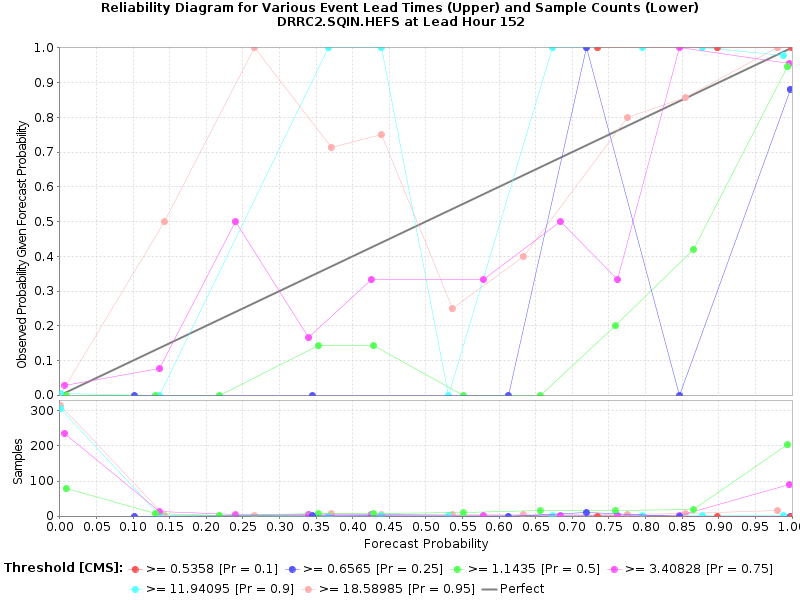 Reliability Diagram for Various Event Lead Times (Upper) and Sample Counts (Lower)
DRRC2.SQIN.HEFS at Lead Hour 152
Observed Probability Given Forecast Probability
1.0
0.9
0.8
0.7
0.6
0.5
0.4
0.3
0.2
0.1
0.0
Samples
300
200
100
0
0.00 0.05 0.10 0.15 0.20 0.25 0.30 0.35 0.40 0.45 0.50 0.55 0.60 0.65 0.70 0.75 0.80 0.85 0.90 0.95 1.00
Forecast Probability
Threshold [CMS]: >= 0.5358 [Pr = 0.1] >= 0.6565 [Pr = 0.25] >= 1.1435 [Pr = 0.5] >= 3.40828 [Pr = 0.75]
>= 11.94095 [Pr = 0.9] >= 18.58985 [Pr = 0.95] Perfect